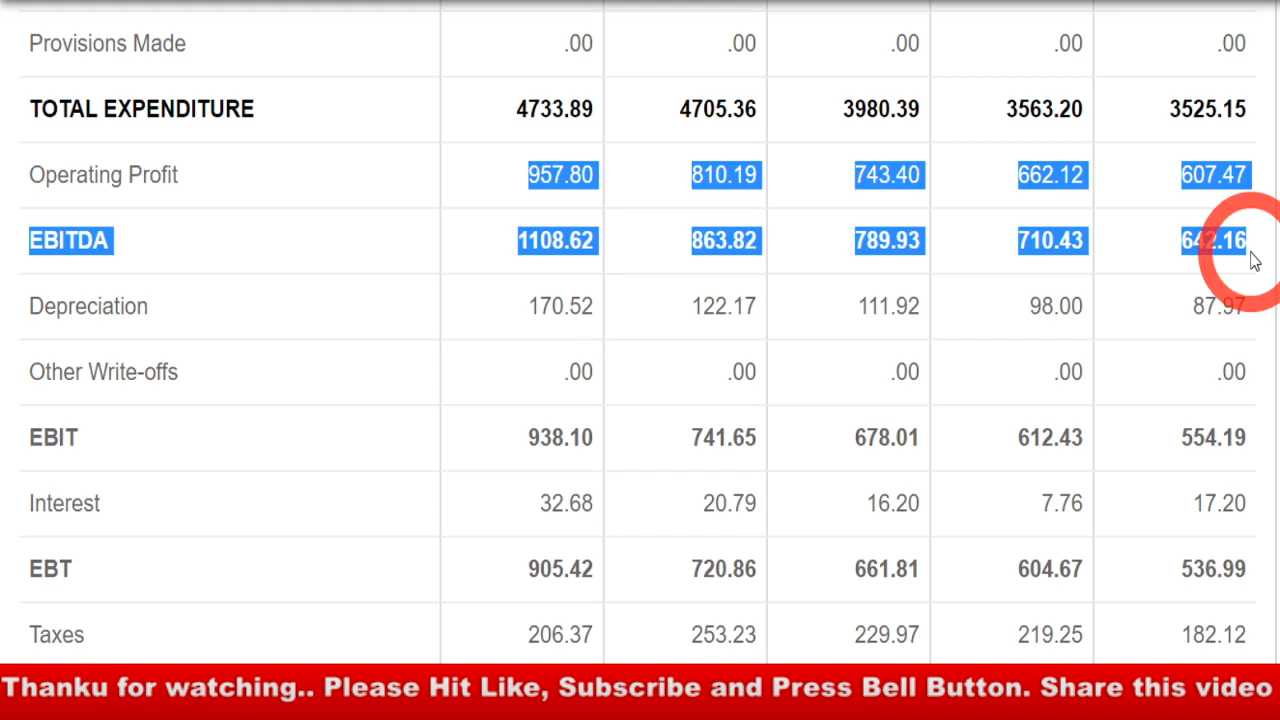 Provisions Made .00 .00 .00 .00 .00
TOTAL EXPENDITURE 4733.89 4705.36 3980.39 3563.20 3525.15
Operating Profit 957.80 810.19 743.40 662.12 607.47
EBITDA 1108.62 863.82 789.93 710.43 642.16
Depreciation 170.52 122.17 111.92 98.00 87.97
Other Write-offs .00 .00 .00 .00 .00
EBIT 938.10 741.65 678.01 612.43 554.19
Interest 32.68 20.79 16.20 7.76 17.20
EBT 905.42 720.86 661.81 604.67 536.99
Taxes 206.37 253.23 229.97 219.25 182.12
Thanku for watching.. Please Hit Like, Subscribe and Press Bell Button. Share this video